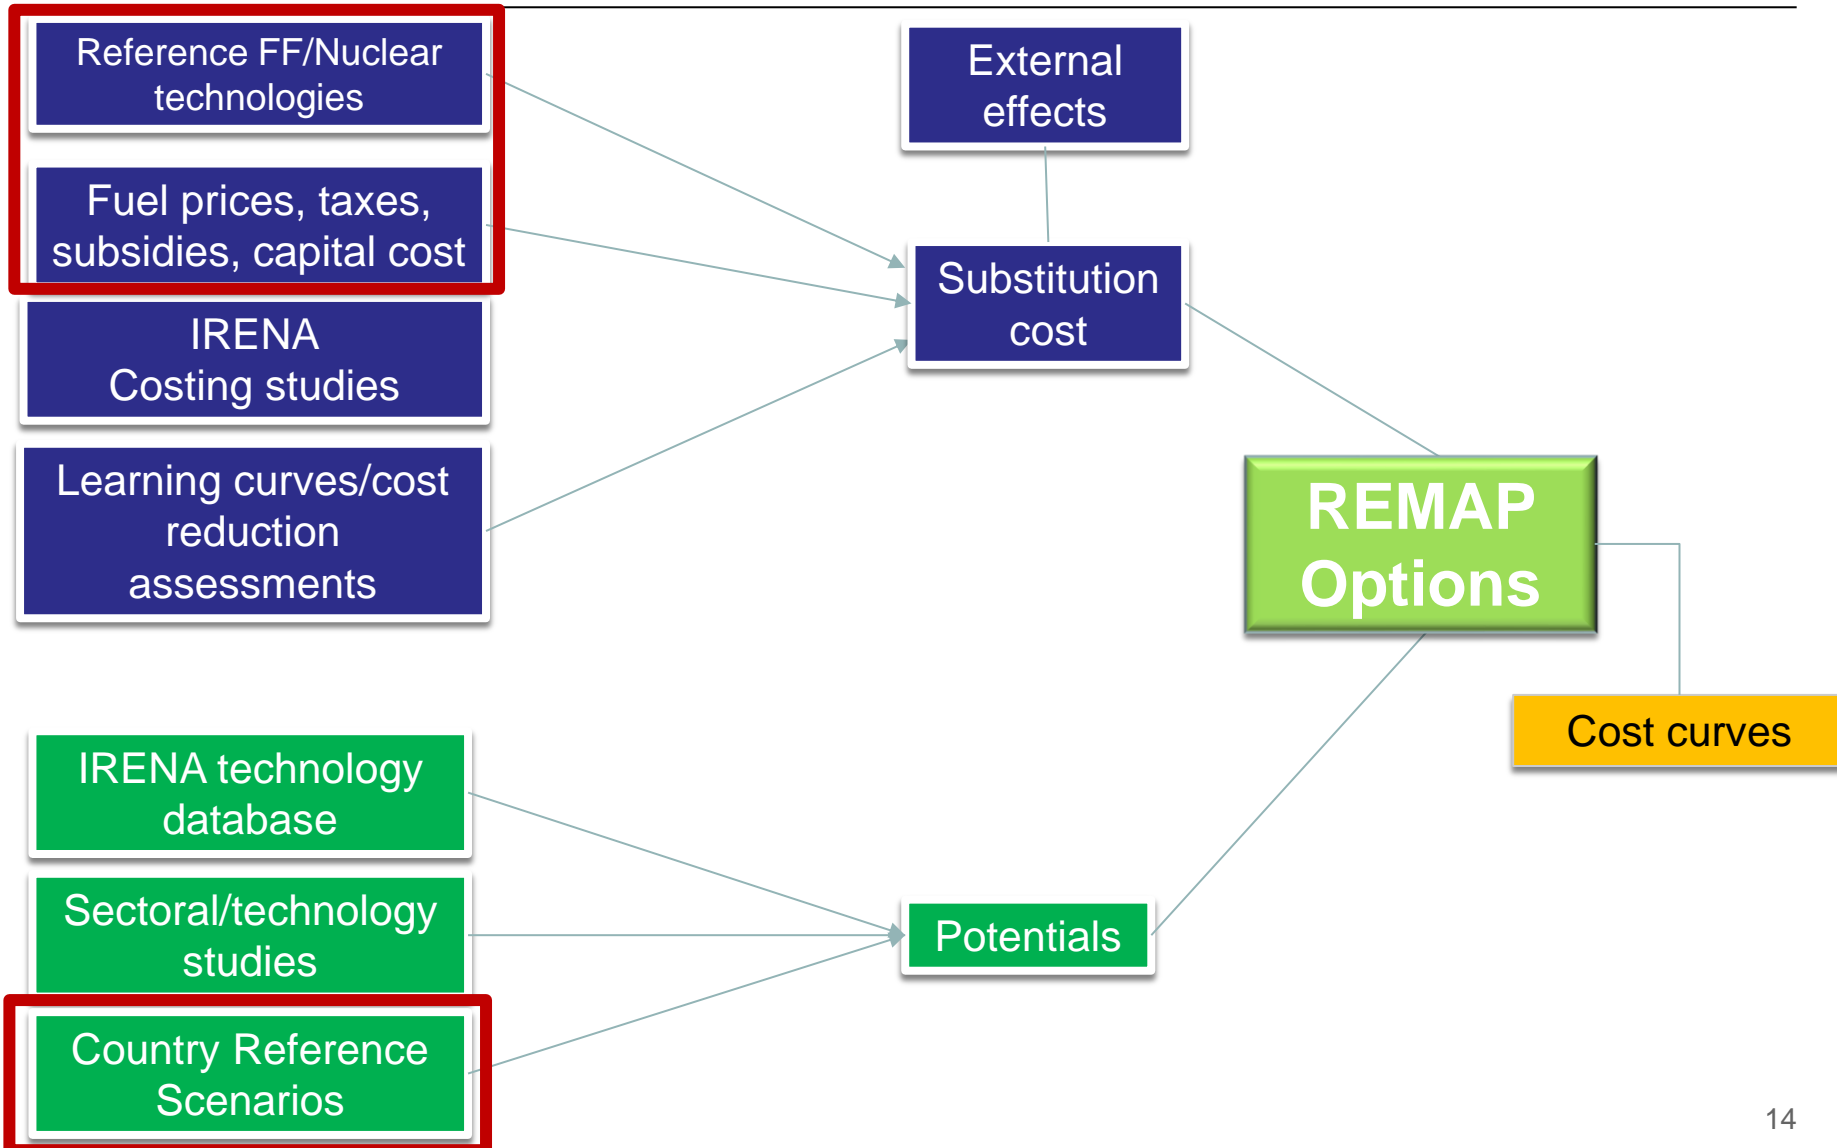 Reference FF/Nuclear
technologies
Fuel prices, taxes,
subsidies, capital cost
IRENA
Costing studies
Learning curves/cost
reduction
assessments
External
effects
Substitution
cost
REMAP
Options
Cost curves
IRENA technology
database
Sectoral/technology
studies
Country Reference
Scenarios
Potentials
14